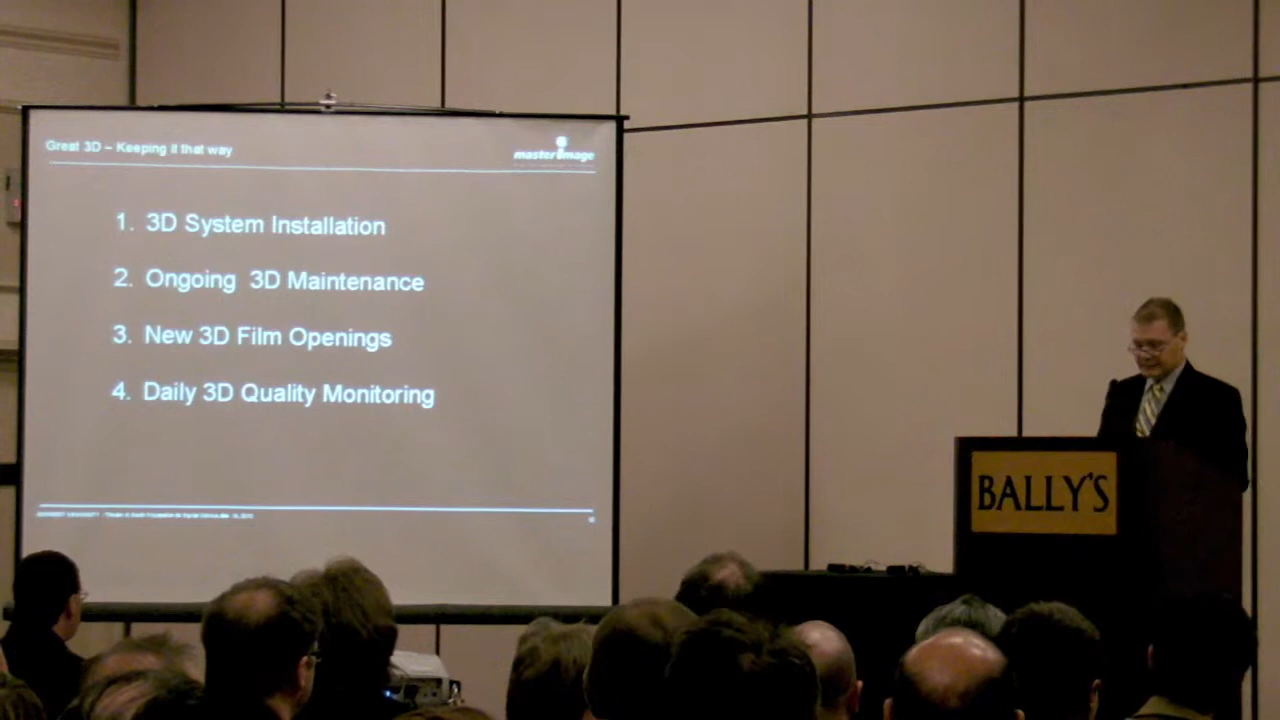 Great 3D – Keeping it that way
masterimage
1. 3D System Installation
2. Ongoing 3D Maintenance
3. New 3D Film Openings
4. Daily 3D Quality Monitoring
BALLY'S